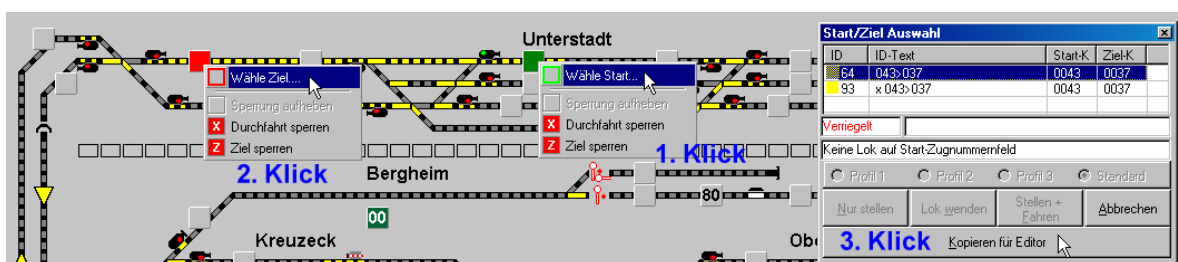 Unterstadt
Wähle Ziel....
Sperrung aufheben
X Durchfahrt sperren
Z Ziel sperren
2. Klick
Wähle Start....
Sperrung aufheben
X Durchfahrt sperren
Z Ziel sperren
1. Klick
Bergheim
80
00
Kreuzeck
Start/Ziel Auswahl
ID ID-Text Start-K Ziel-K
64 043>037 0043 0037
93 x 043>037 0043 0037
Verriegelt
Keine Lok auf Start-Zugnummernfeld
Profil 1 Profil 2 Profil 3 Standard
Nur stellen Lok wenden Stellen + Fahren Abbrechen
3. Klick Kopieren für Editor